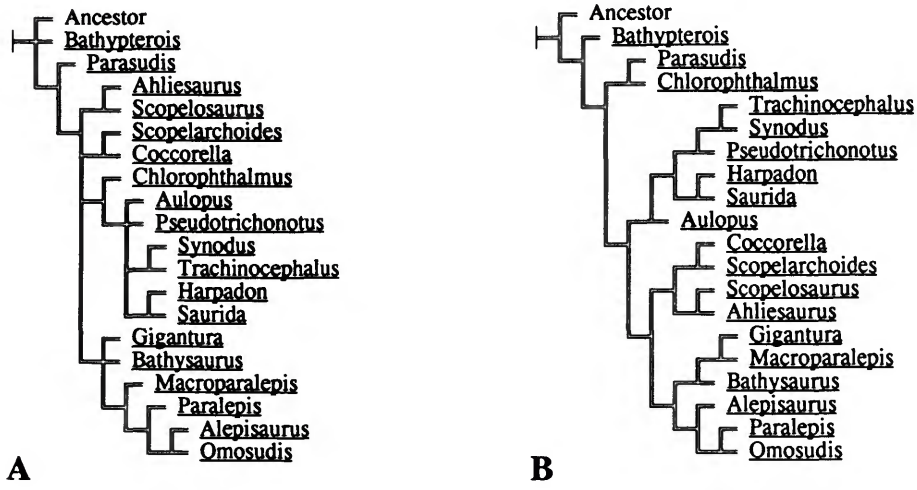 Ancestor
Bathypterois
Parasudis
Ahliesaurus
Scopelosaurus
Scopelarchoides
Coccorella
Chlorophthalmus
Aulopus
Pseudotrichonotus
Synodus
Trachinocephalus
Harpadon
Saurida
Gigantura
Bathysaurus
Macroparalepis
Paralepis
Alepisaurus
Omosudis
A
Ancestor
Bathypterois
Parasudis
Chlorophthalmus
Trachinocephalus
Synodus
Pseudotrichonotus
Harpadon
Saurida
Aulopus
Coccorella
Scopelarchoides
Scopelosaurus
Ahliesaurus
Gigantura
Macroparalepis
Bathysaurus
Alepisaurus
Paralepis
Omosudis
B